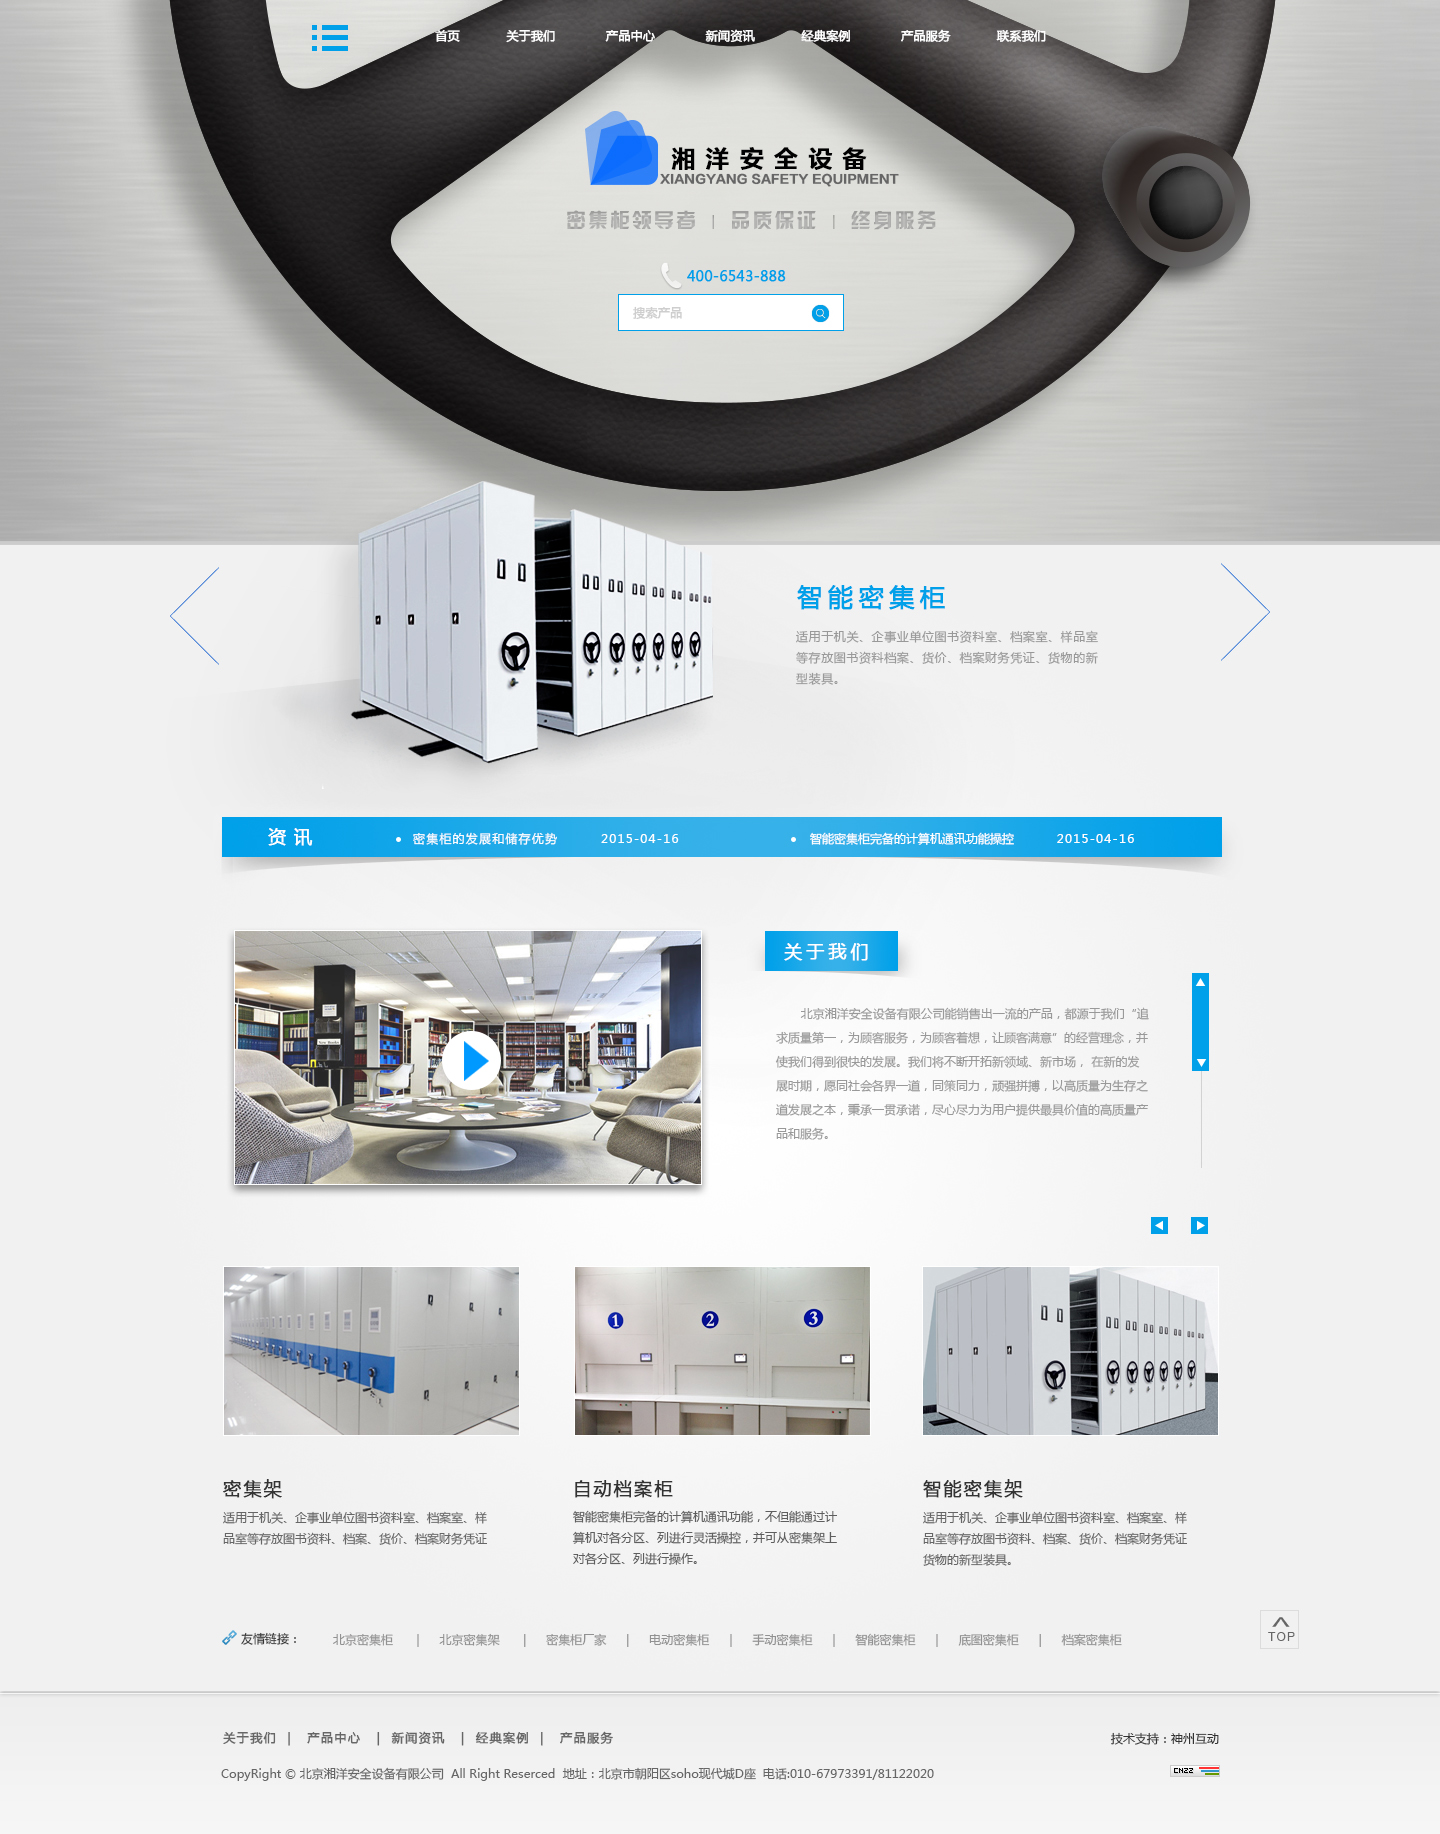 首页 关于我们 产品中心 新闻资讯 经典案例 产品服务 联系我们
湘洋安全设备
XIANGYANG SAFETY EQUIPMENT
密集柜领导者 | 品质保证 | 终身服务
400-6543-888
搜索产品
智能密集柜
适用于机关、企事业单位图书资料室、档案室、样品室
等存放图书资料档案、货价、档案财务凭证、货物的新
型装具。
资讯 • 密集柜的发展和储存优势 2015-04-16 • 智能密集柜完备的计算机通讯功能操控 2015-04-16
关于我们
北京湘洋安全设备有限公司能销售出一流的产品，都源于我们“追
求质量第一，为顾客服务，为顾客着想，让顾客满意”的经营理念，并
使我们得到很快的发展。我们将不断开拓新领域、新市场， 在新的发
展时期，愿同社会各界一道，同策同力，顽强拼搏，以高质量为生存之
道发展之本，秉承一贯承诺，尽心尽力为用户提供最具价值的高质量产
品和服务。
1 2 3
密集架
适用于机关、企事业单位图书资料室、档案室、样
品室等存放图书资料、档案、货价、档案财务凭证
自动档案柜
智能密集柜完备的计算机通讯功能，不但能通过计
算机对各分区、列进行灵活操控，并可从密集架上
对各分区、列进行操作。
智能密集架
适用于机关、企事业单位图书资料室、档案室、样
品室等存放图书资料、档案、货价、档案财务凭证
货物的新型装具。
友情链接： 北京密集柜 | 北京密集架 | 密集柜厂家 | 电动密集柜 | 手动密集柜 | 智能密集柜 | 底图密集柜 | 档案密集柜
TOP
关于我们 | 产品中心 | 新闻资讯 | 经典案例 | 产品服务
技术支持：神州互动
CopyRight © 北京湘洋安全设备有限公司 All Right Reserced 地址：北京市朝阳区soho现代城D座 电话:010-67973391/81122020
CNZZ